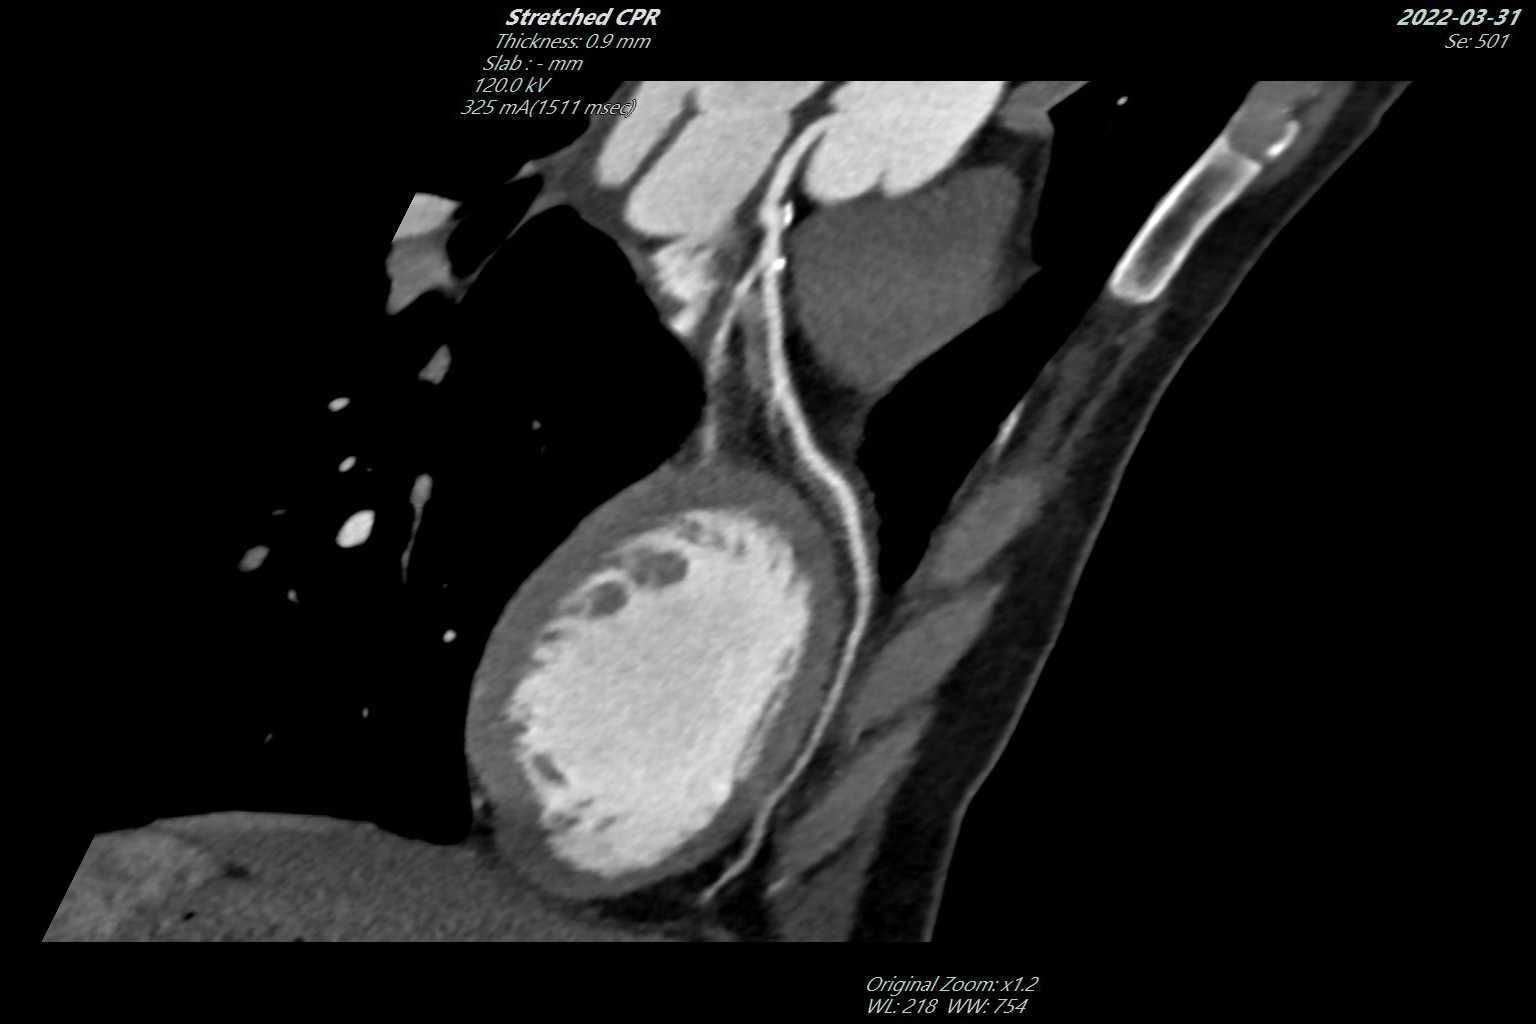 Stretched CPR
Thickness: 0.9 mm
Slab : - mm
120.0 kV
325 mA(1511 msec)
2022-03-31
Se: 501
Original Zoom: x1.2
WL: 218 WW: 754